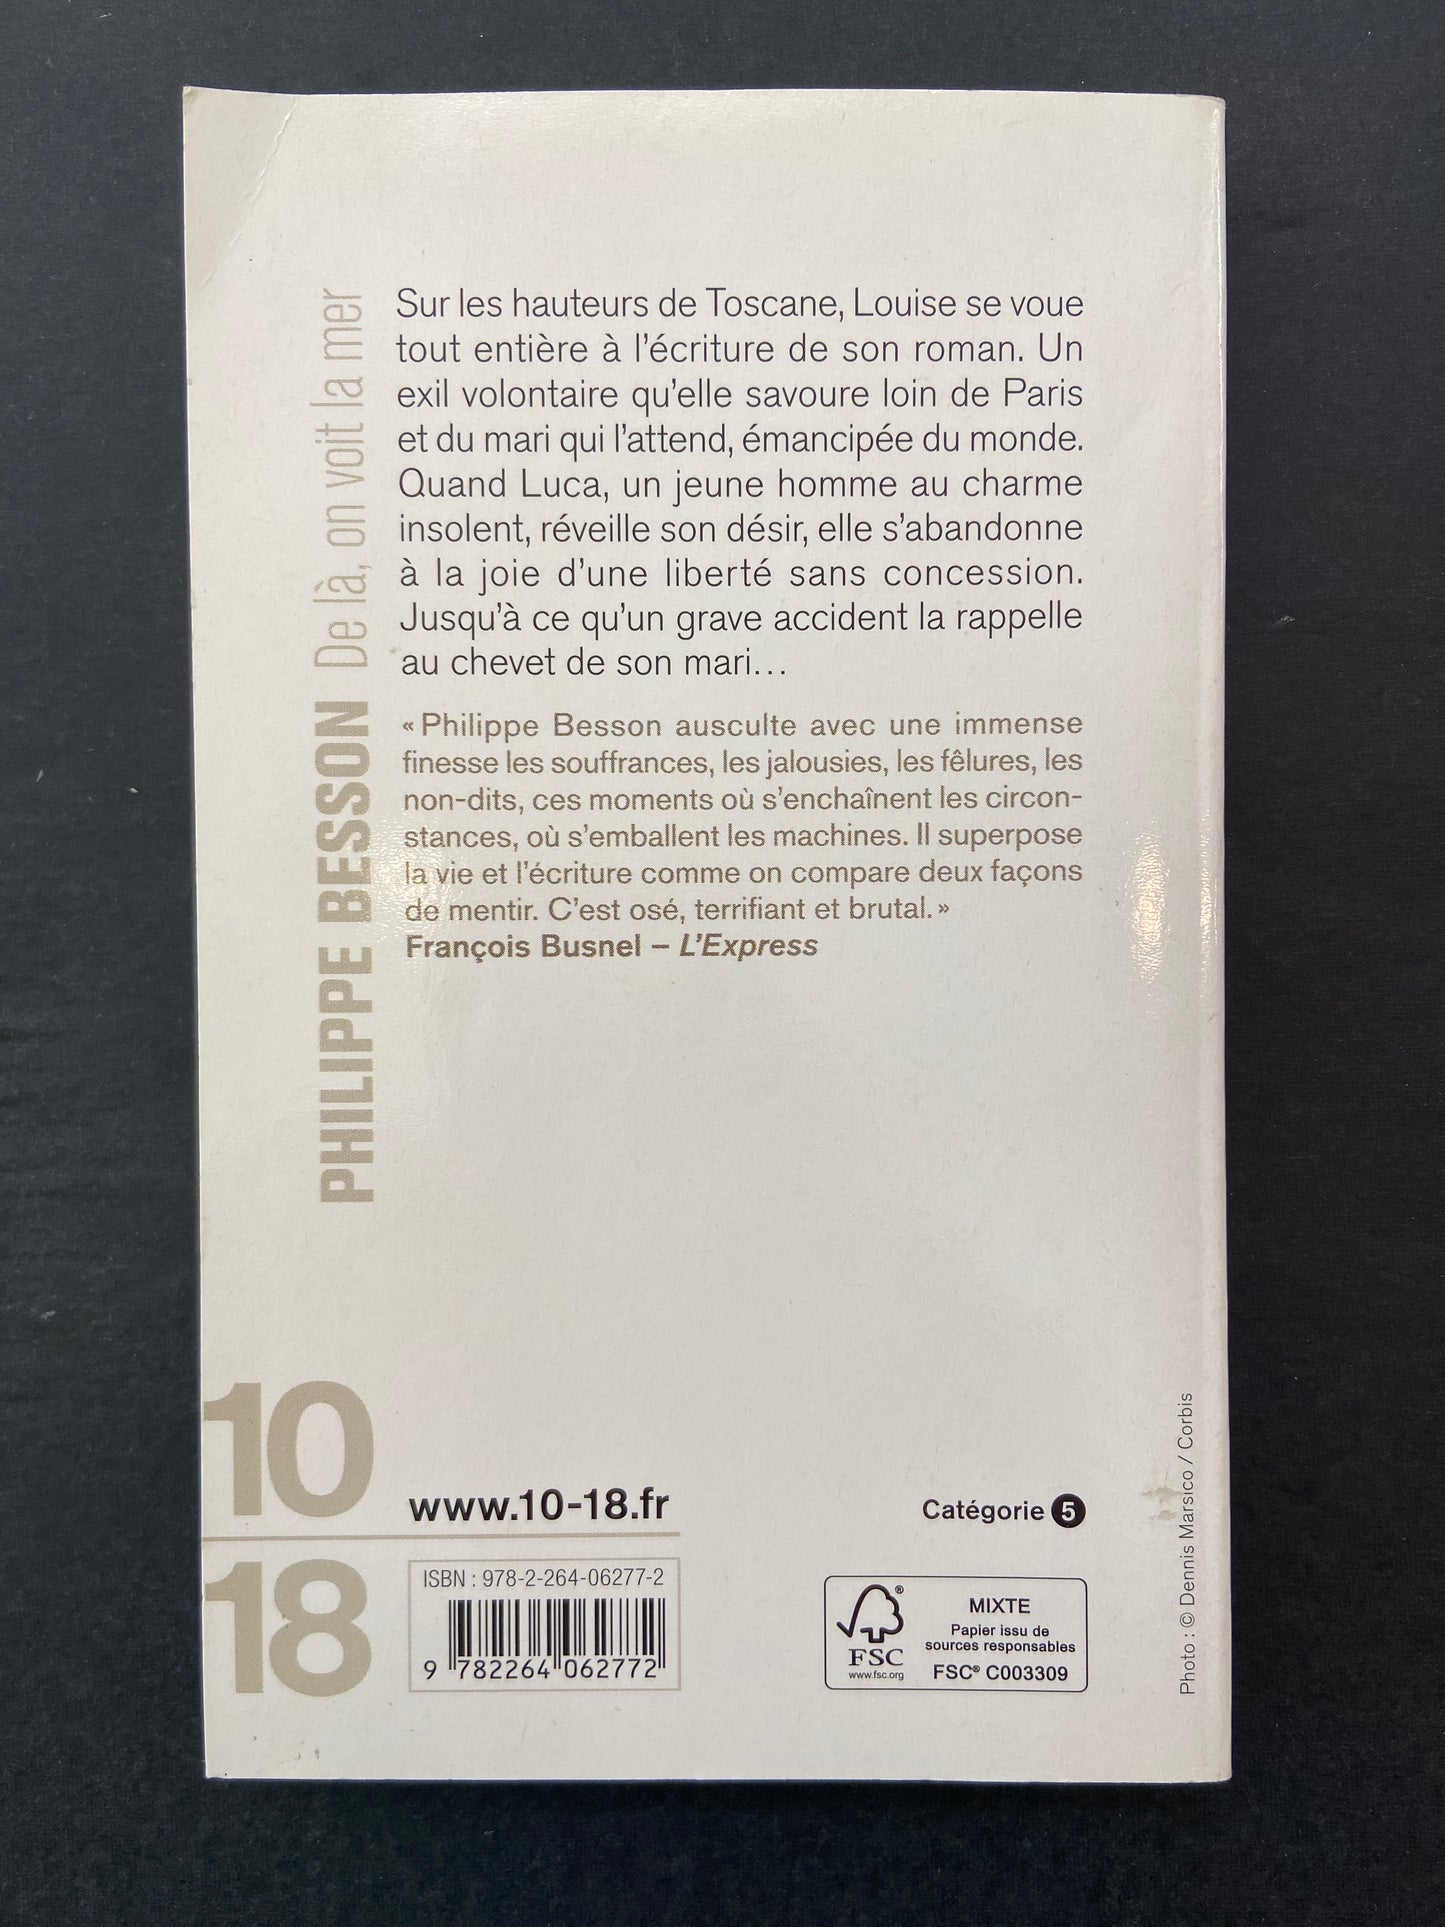 PHILIPPE BESSON De là, on voit la mer
Sur les hauteurs de Toscane, Louise se voue
tout entière à l'écriture de son roman. Un
exil volontaire qu'elle savoure loin de Paris
et du mari qui l'attend, émancipée du monde.
Quand Luca, un jeune homme au charme
insolent, réveille son désir, elle s'abandonne
à la joie d'une liberté sans concession.
Jusqu'à ce qu'un grave accident la rappelle
au chevet de son mari…
« Philippe Besson ausculte avec une immense
finesse les souffrances, les jalousies, les fêlures, les
non-dits, ces moments où s'enchaînent les circon-
stances, où s'emballent les machines. Il superpose
la vie et l'écriture comme on compare deux façons
de mentir. C'est osé, terrifiant et brutal. »
François Busnel – L'Express
10
18
www.10-18.fr
Catégorie 5
ISBN : 978-2-264-06277-2
9 782264 062772
FSC®
www.fsc.org
MIXTE
Papier issu de
sources responsables
FSC® C003309
Photo : © Dennis Marsico / Corbis